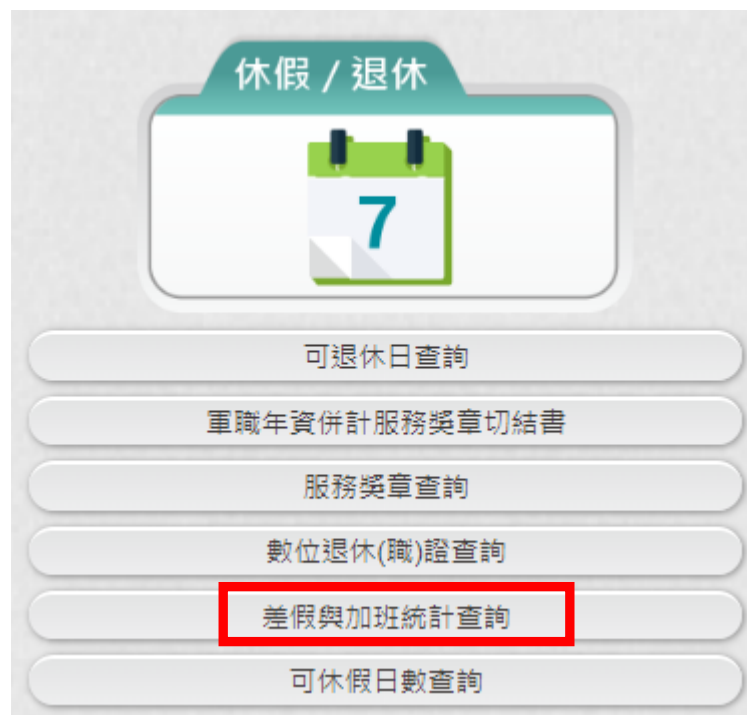 休假 / 退休
7
可退休日查詢
軍職年資併計服務獎章切結書
服務獎章查詢
數位退休(職)證查詢
差假與加班統計查詢
可休假日數查詢